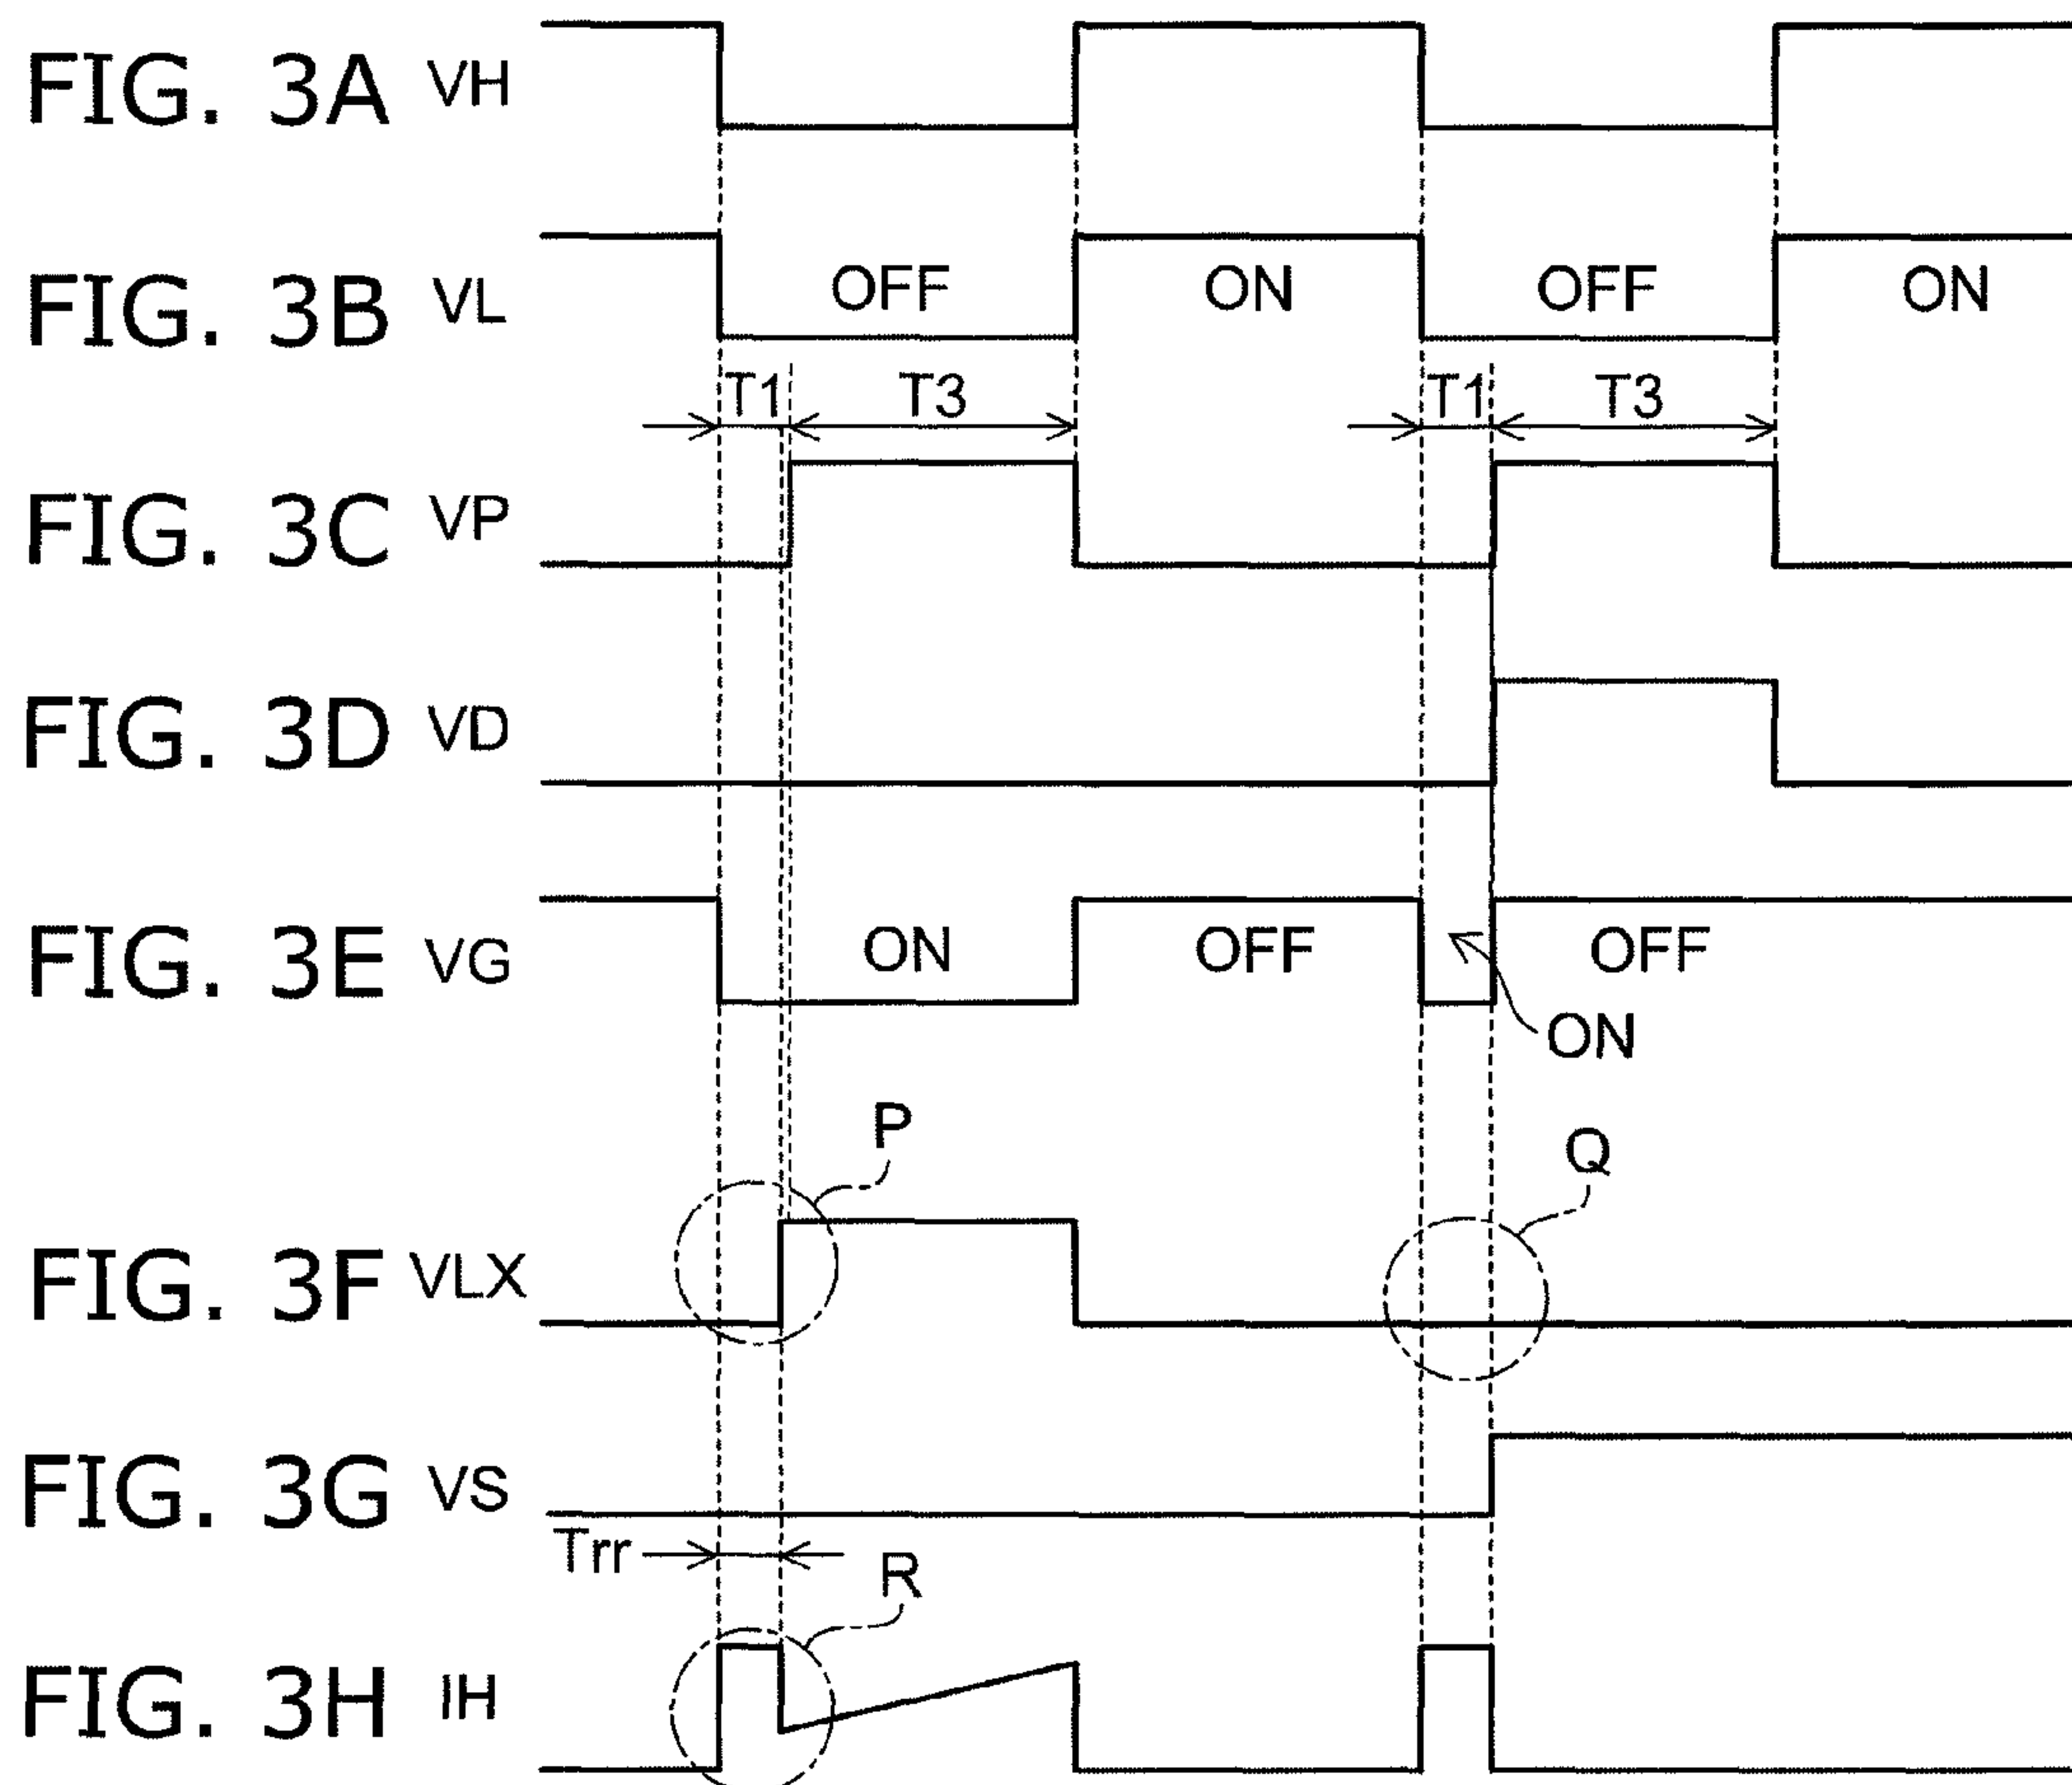 FIG. 3A VH
FIG. 3B VL OFF ON OFF ON
T1 T3 T1 T3
FIG. 3C VP
FIG. 3D VD
FIG. 3E VG ON OFF OFF
ON
P
Q
FIG. 3F VLX
FIG. 3G VS
Trr
R
FIG. 3H IH